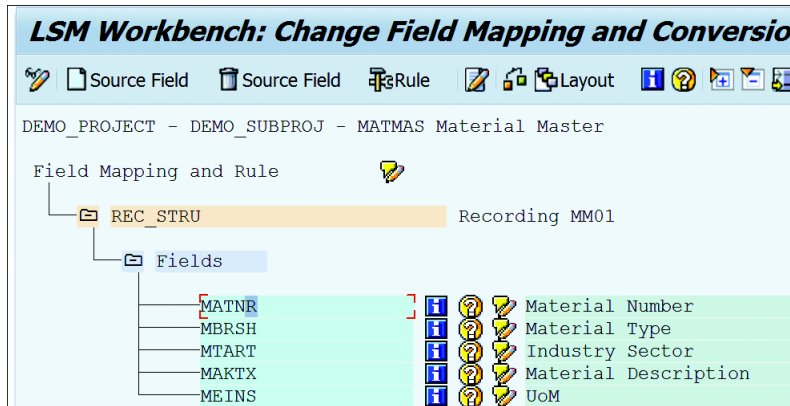 LSM Workbench: Change Field Mapping and Conversio
Source Field Source Field Rule Layout
DEMO_PROJECT - DEMO_SUBPROJ - MATMAS Material Master
Field Mapping and Rule
REC_STRU Recording MM01
Fields
MATNR Material Number
MBRSH Material Type
MTART Industry Sector
MAKTX Material Description
MEINS UoM